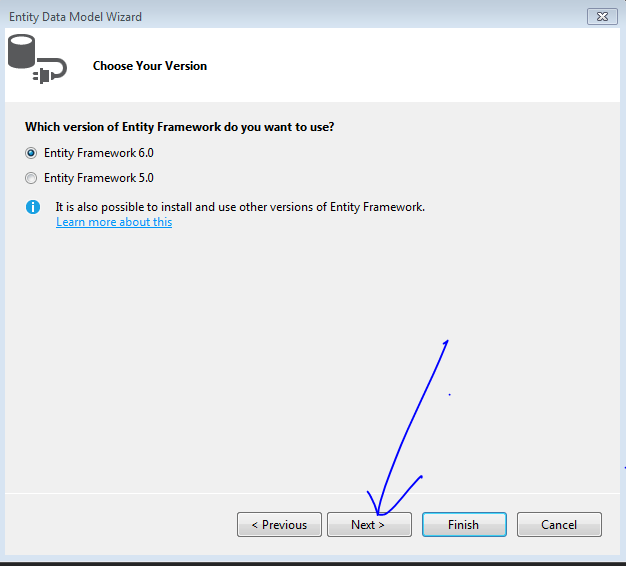 Entity Data Model Wizard
Choose Your Version
Which version of Entity Framework do you want to use?
Entity Framework 6.0
Entity Framework 5.0
It is also possible to install and use other versions of Entity Framework.
Learn more about this
< Previous
Next >
Finish
Cancel